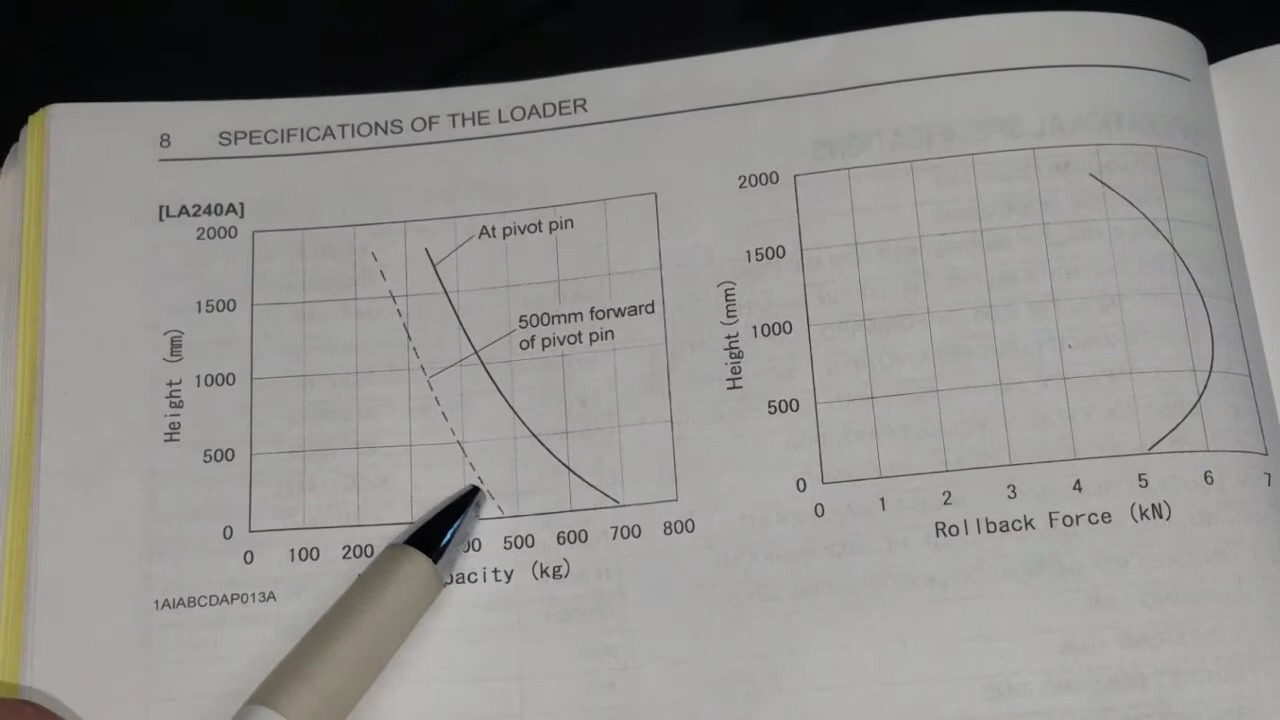 8 SPECIFICATIONS OF THE LOADER
[LA240A]
2000
1500
1000
500
0
Height (mm)
At pivot pin
500mm forward
of pivot pin
0 100 200 500 600 700 800
(kg)
1AIABCDAP013A
2000
1500
1000
500
0
Height (mm)
0 1 2 3 4 5 6 7
Rollback Force (kN)